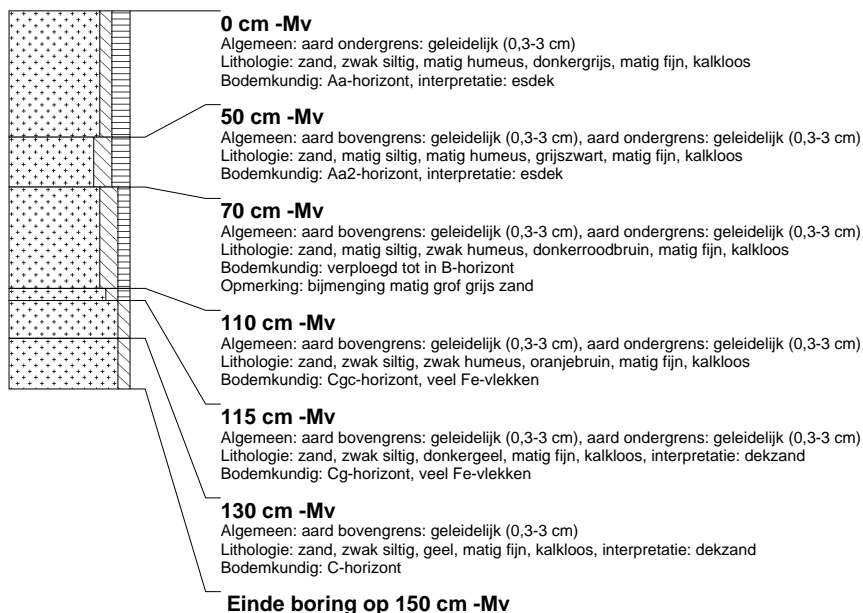 0 cm -Mv
Algemeen: aard ondergrens: geleidelijk (0,3-3 cm)
Lithologie: zand, zwak siltig, matig humeus, donkergrijs, matig fijn, kalkloos
Bodemkundig: Aa-horizont, interpretatie: esdek
50 cm -Mv
Algemeen: aard bovengrens: geleidelijk (0,3-3 cm), aard ondergrens: geleidelijk (0,3-3 cm)
Lithologie: zand, matig siltig, matig humeus, grijszwart, matig fijn, kalkloos
Bodemkundig: Aa2-horizont, interpretatie: esdek
70 cm -Mv
Algemeen: aard bovengrens: geleidelijk (0,3-3 cm), aard ondergrens: geleidelijk (0,3-3 cm)
Lithologie: zand, matig siltig, zwak humeus, donkerroodbruin, matig fijn, kalkloos
Bodemkundig: verploegd tot in B-horizont
Opmerking: bijmenging matig grof grijs zand
110 cm -Mv
Algemeen: aard bovengrens: geleidelijk (0,3-3 cm), aard ondergrens: geleidelijk (0,3-3 cm)
Lithologie: zand, zwak siltig, zwak humeus, oranjebruin, matig fijn, kalkloos
Bodemkundig: Cgc-horizont, veel Fe-vlekken
115 cm -Mv
Algemeen: aard bovengrens: geleidelijk (0,3-3 cm), aard ondergrens: geleidelijk (0,3-3 cm)
Lithologie: zand, zwak siltig, donkergeel, matig fijn, kalkloos, interpretatie: dekzand
Bodemkundig: Cg-horizont, veel Fe-vlekken
130 cm -Mv
Algemeen: aard bovengrens: geleidelijk (0,3-3 cm)
Lithologie: zand, zwak siltig, geel, matig fijn, kalkloos, interpretatie: dekzand
Bodemkundig: C-horizont
Einde boring op 150 cm -Mv